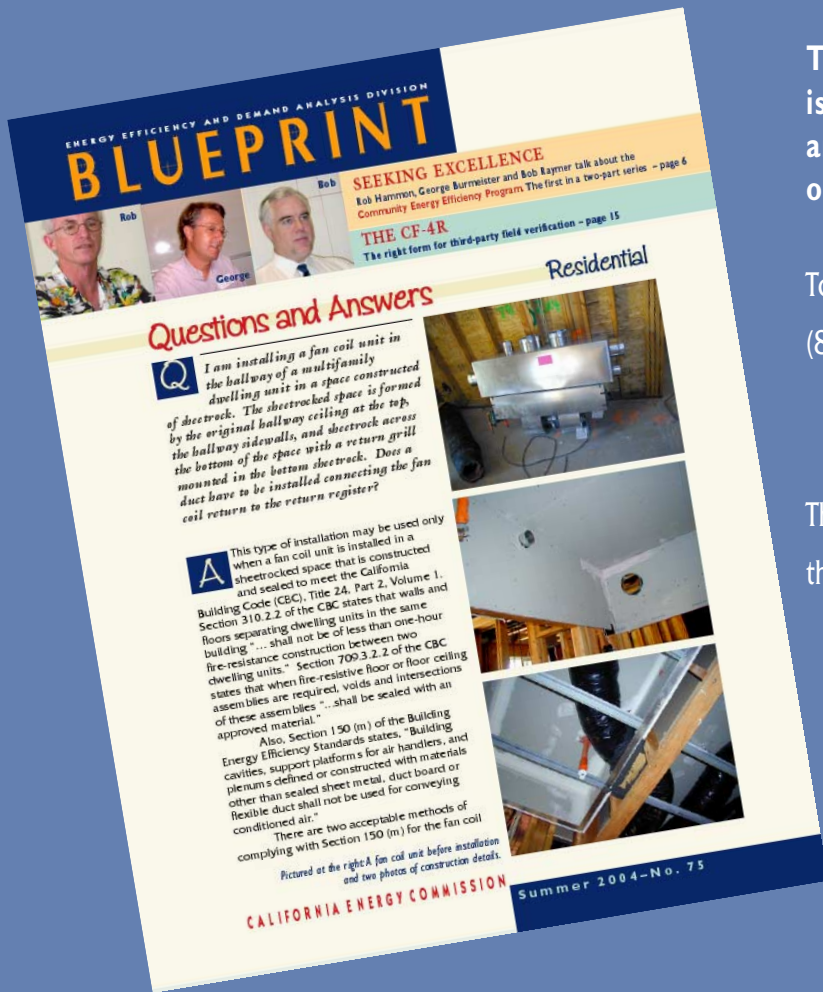 ENERGY EFFICIENCY AND DEMAND ANALYSIS DIVISION
BLUEPRINT
Rob
George
Bob
SEEKING EXCELLENCE
Rob Hammon, George Burmeister and Bob Raymer talk about the
Community Energy Efficiency Program. The first in a two-part series – page 6
THE CF-4R
The right form for third-party field verification – page 15
Residential
Questions and Answers
Q
I am installing a fan coil unit in
the hallway of a multifamily
dwelling unit in a space constructed
of sheetrock. The sheetrocked space is formed
by the original hallway ceiling at the top,
the hallway sidewalls, and sheetrock across
the bottom of the space with a return grill
mounted in the bottom sheetrock. Does a
duct have to be installed connecting the fan
coil return to the return register?
A
This type of installation may be used only
when a fan coil unit is installed in a
sheetrocked space that is constructed
and sealed to meet the California
Building Code (CBC), Title 24, Part 2, Volume 1.
Section 310.2.2 of the CBC states that walls and
floors separating dwelling units in the same
building "... shall not be of less than one-hour
fire-resistance construction between two
dwelling units." Section 709.3.2.2 of the CBC
states that when fire-resistive floor or floor ceiling
assemblies are required, voids and intersections
of these assemblies "...shall be sealed with an
approved material."
Also, Section 150 (m) of the Building
Energy Efficiency Standards states, "Building
cavities, support platforms for air handlers, and
plenums defined or constructed with materials
other than sealed sheet metal, duct board or
flexible duct shall not be used for conveying
conditioned air."
There are two acceptable methods of
complying with Section 150 (m) for the fan coil
Pictured at the right: A fan coil unit before installation
and two photos of construction details.
CALIFORNIA ENERGY COMMISSION
Summer 2004–No. 75
T
is
a
o
To
(8
Th
th